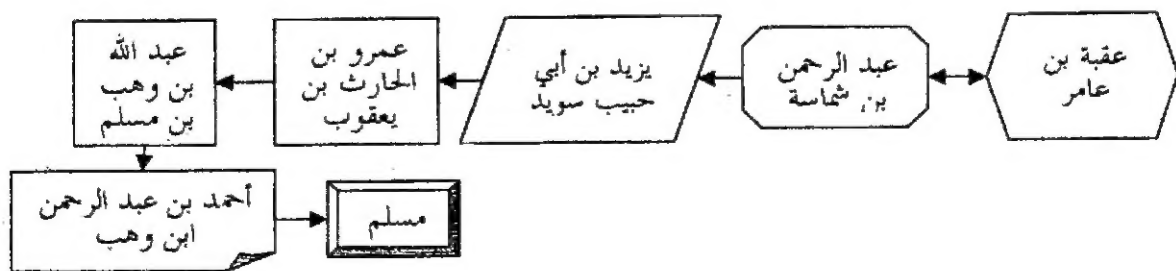 عقبة بن
عامر
عبد الرحمن
بن شماسة
يزيد بن أبي
حبيب سويد
عمرو بن
الحارث بن
يعقوب
عبد الله
بن وهب
بن مسلم
أحمد بن عبد الرحمن
ابن وهب
مسلم